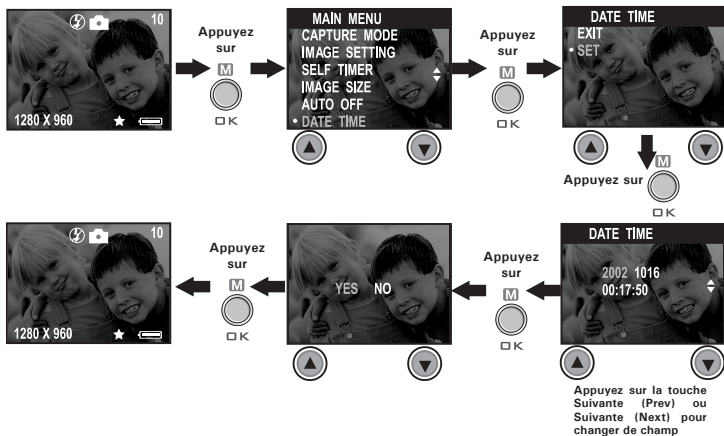 10
1280 X 960
Appuyez
sur
M
OK
MAIN MENU
CAPTURE MODE
IMAGE SETTING
SELF TIMER
IMAGE SIZE
AUTO OFF
• DATE TIME
Appuyez
sur
M
OK
DATE TIME
EXIT
• SET
Appuyez sur
M
OK
DATE TIME
2002 1016
00:17:50
Appuyez sur la touche
Suivante (Prev) ou
Suivante (Next) pour
changer de champ
Appuyez
sur
M
OK
YES NO
Appuyez
sur
M
OK
10
1280 X 960